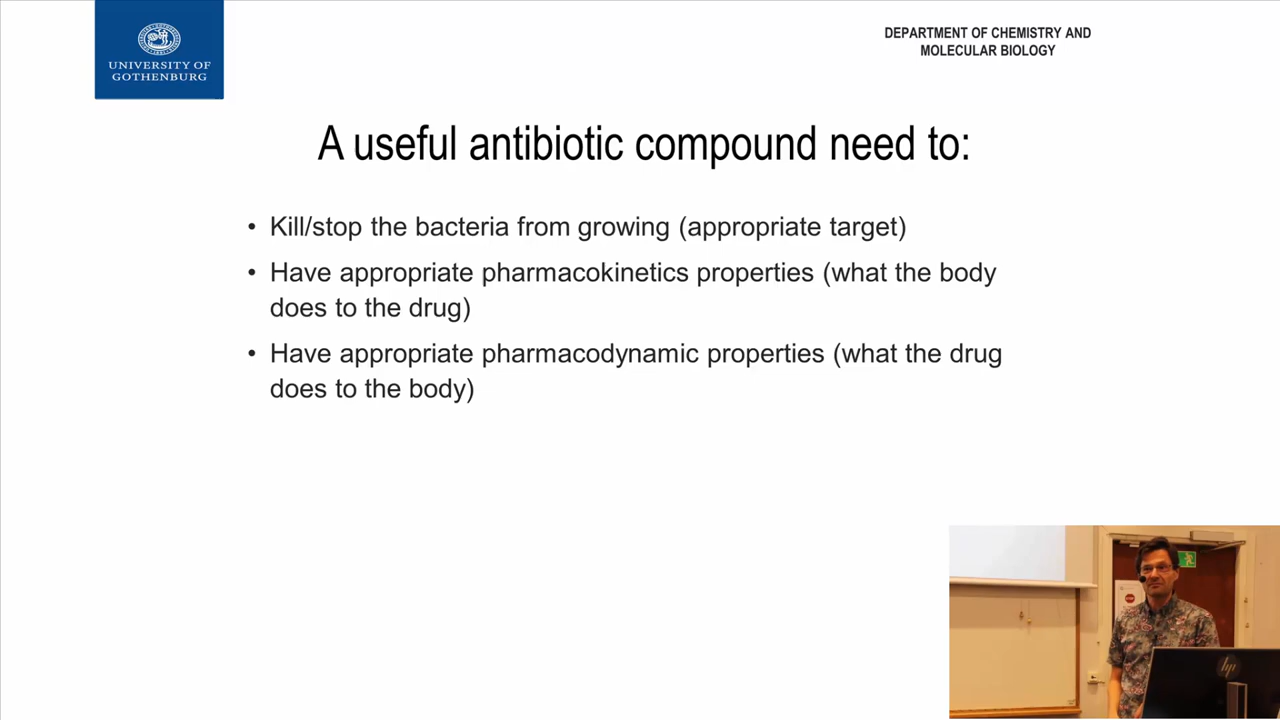 UNIVERSITY OF
GOTHENBURG
DEPARTMENT OF CHEMISTRY AND
MOLECULAR BIOLOGY
A useful antibiotic compound need to:
• Kill/stop the bacteria from growing (appropriate target)
• Have appropriate pharmacokinetics properties (what the body
does to the drug)
• Have appropriate pharmacodynamic properties (what the drug
does to the body)
hp